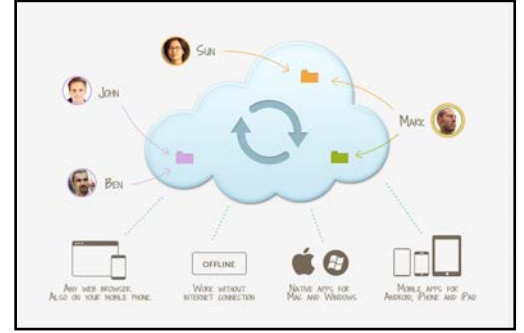 Sun
John
Mark
Ben
OFFLINE
Any web browser.
Also on your mobile phone.
Work without
internet connection
Native apps for
Mac and Windows
Mobile apps for
Android, iPhone and iPad